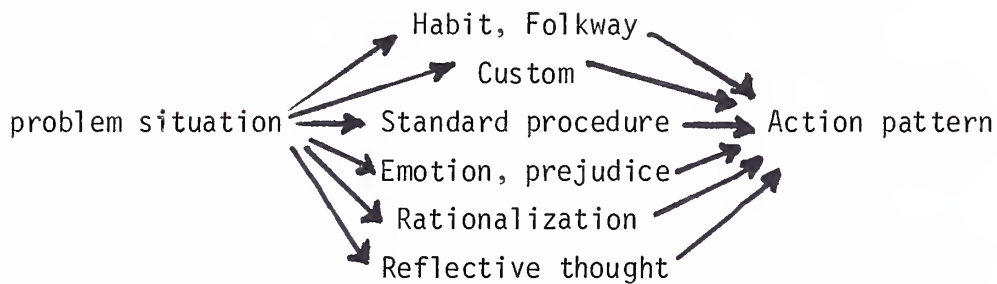 Habit, Folkway
Custom
problem situation Standard procedure Action pattern
Emotion, prejudice
Rationalization
Reflective thought